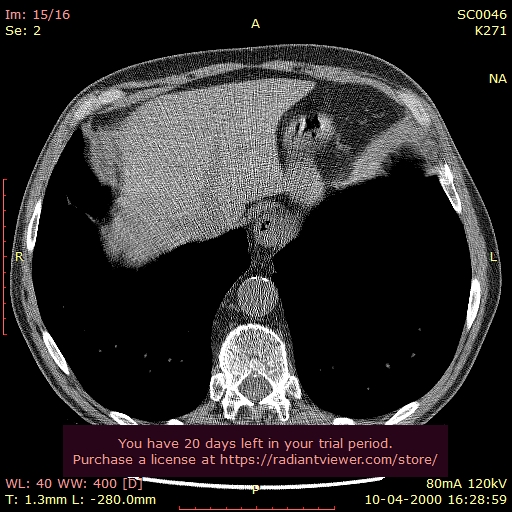 Im: 15/16
Se: 2
A
SC0046
K271
NA
R
L
You have 20 days left in your trial period.
Purchase a license at https://radiantviewer.com/store/
WL: 40 WW: 400 [D]
T: 1.3mm L: -280.0mm
P
80mA 120kV
10-04-2000 16:28:59